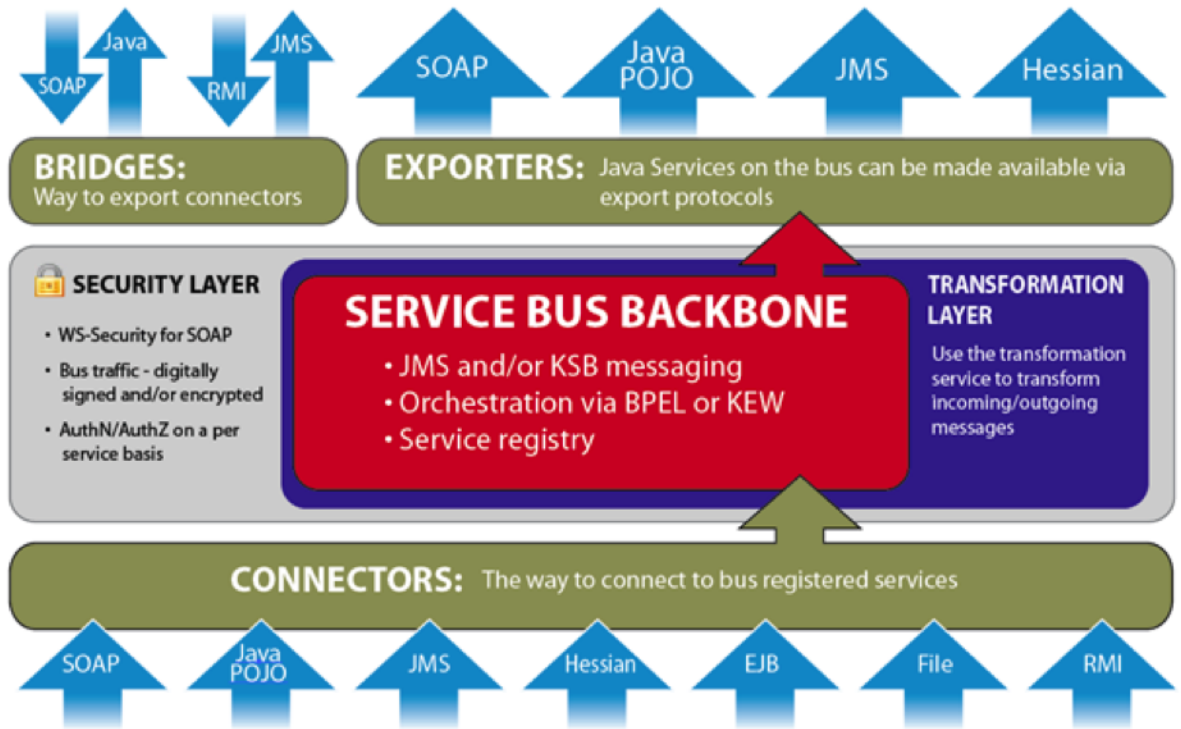 Java
JMS
SOAP
RMI
SOAP
Java
POJO
JMS
Hessian
BRIDGES:
Way to export connectors
EXPORTERS: Java Services on the bus can be made available via
export protocols
SECURITY LAYER
• WS-Security for SOAP
• Bus traffic - digitally
signed and/or encrypted
• AuthN/AuthZ on a per
service basis
SERVICE BUS BACKBONE
• JMS and/or KSB messaging
• Orchestration via BPEL or KEW
• Service registry
TRANSFORMATION
LAYER
Use the transformation
service to transform
incoming/outgoing
messages
CONNECTORS: The way to connect to bus registered services
SOAP
Java
POJO
JMS
Hessian
EJB
File
RMI